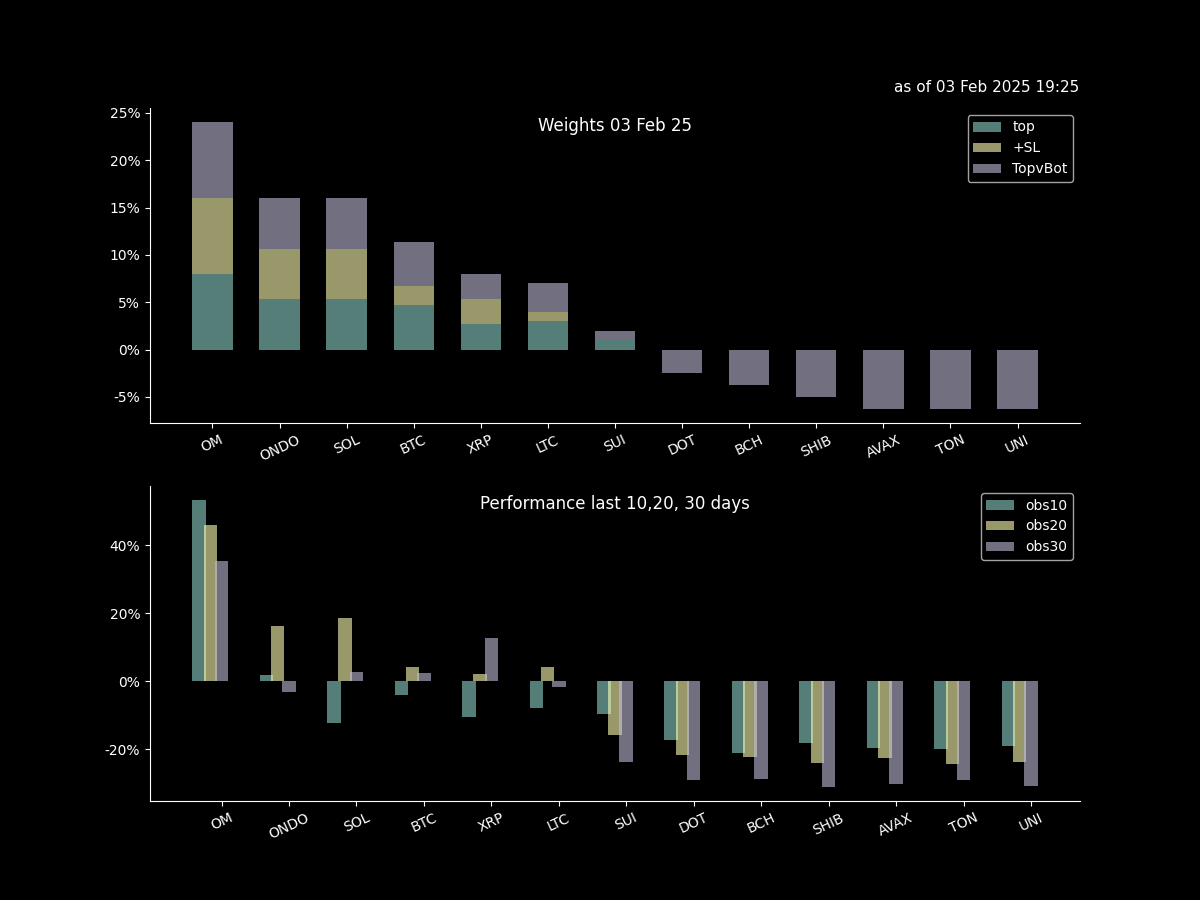 as of 03 Feb 2025 19:25
Weights 03 Feb 25
top
+SL
TopvBot
25%
20%
15%
10%
5%
0%
-5%
OM ONDO SOL BTC XRP LTC SUI DOT BCH SHIB AVAX TON UNI
Performance last 10,20, 30 days
obs10
obs20
obs30
40%
20%
0%
-20%
OM ONDO SOL BTC XRP LTC SUI DOT BCH SHIB AVAX TON UNI